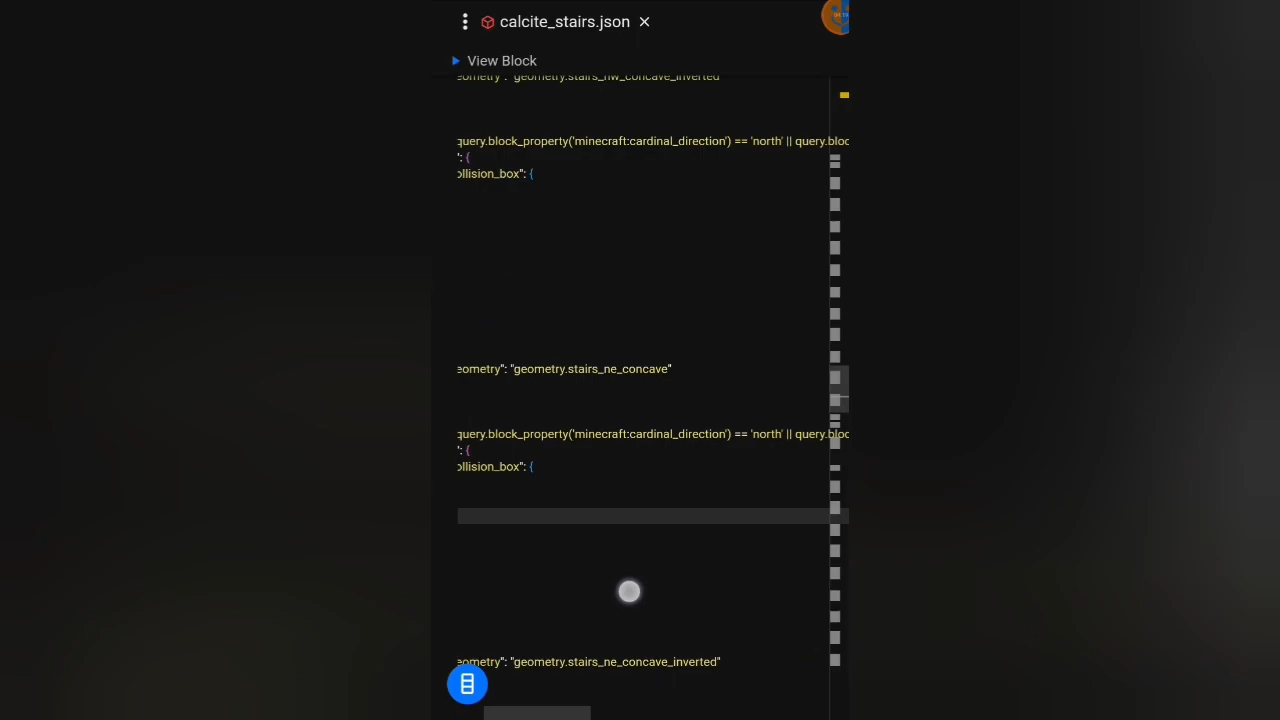 calcite_stairs.json
View Block
eometry": "geometry.stairs_nw_concave_inverted"
query.block_property('minecraft:cardinal_direction') == 'north' || query.bloc
": {
ollision_box": {
eometry": "geometry.stairs_ne_concave"
query.block_property('minecraft:cardinal_direction') == 'north' || query.bloc
": {
ollision_box": {
eometry": "geometry.stairs_ne_concave_inverted"